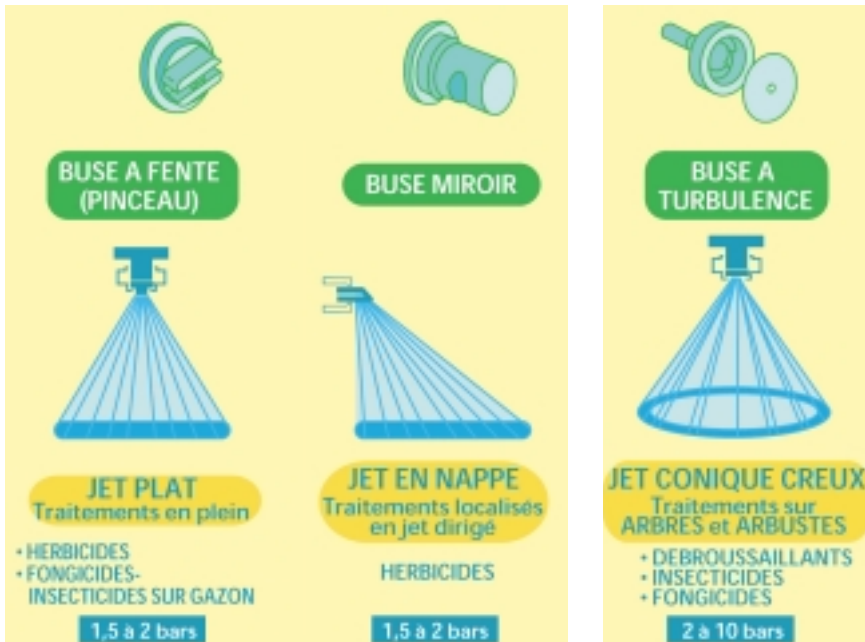 BUSE A FENTE
(PINCEAU)
JET PLAT
Traitements en plein
• HERBICIDES
• FONGICIDES-
INSECTICIDES SUR GAZON
1,5 à 2 bars
BUSE MIROIR
JET EN NAPPE
Traitements localisés
en jet dirigé
HERBICIDES
1,5 à 2 bars
BUSE A
TURBULENCE
JET CONIQUE CREUX
Traitements sur
ARBRES et ARBUSTES
• DEBROUSSAILLANTS
• INSECTICIDES
• FONGICIDES
2 à 10 bars